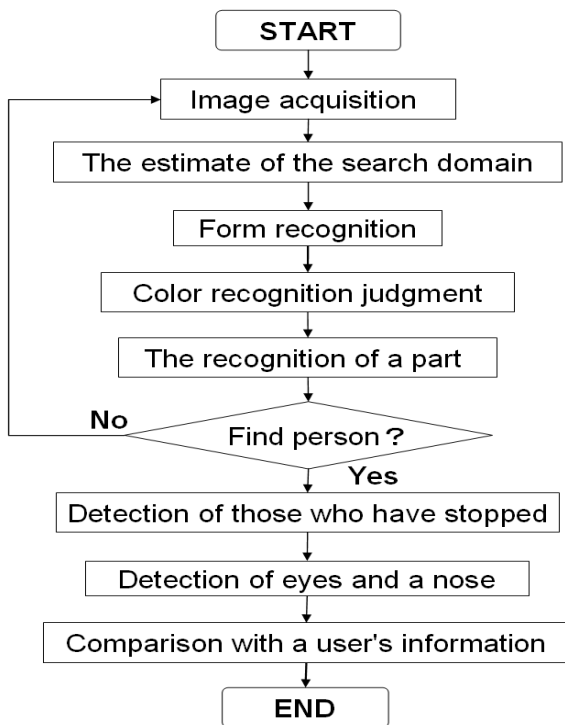 START
Image acquisition
The estimate of the search domain
Form recognition
Color recognition judgment
The recognition of a part
No
Find person？
Yes
Detection of those who have stopped
Detection of eyes and a nose
Comparison with a user's information
END